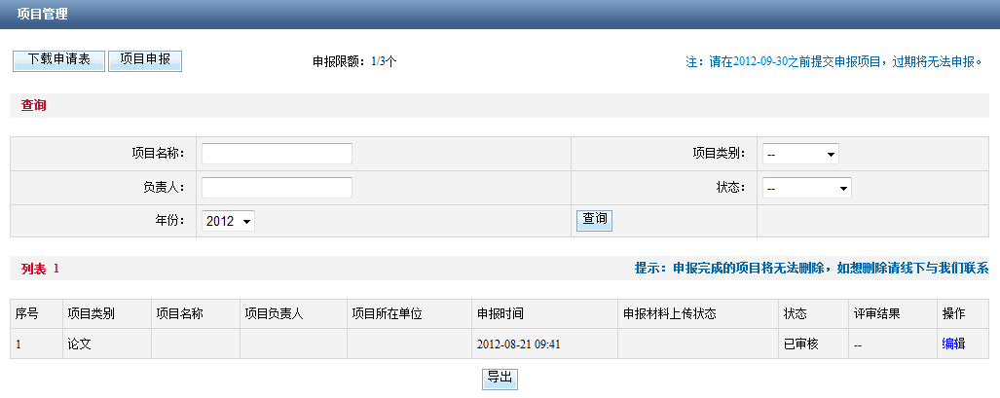 项目管理
下载申请表 项目申报 申报限额：1/3个 注：请在2012-09-30之前提交申报项目，过期将无法申报。
查询
项目名称： 项目类别： --
负责人： 状态： --
年份： 2012 查询
列表 1 提示：申报完成的项目将无法删除，如想删除请线下与我们联系
序号 项目类别 项目名称 项目负责人 项目所在单位 申报时间 申报材料上传状态 状态 评审结果 操作
1 论文 2012-08-21 09:41 已审核 -- 编辑
导出